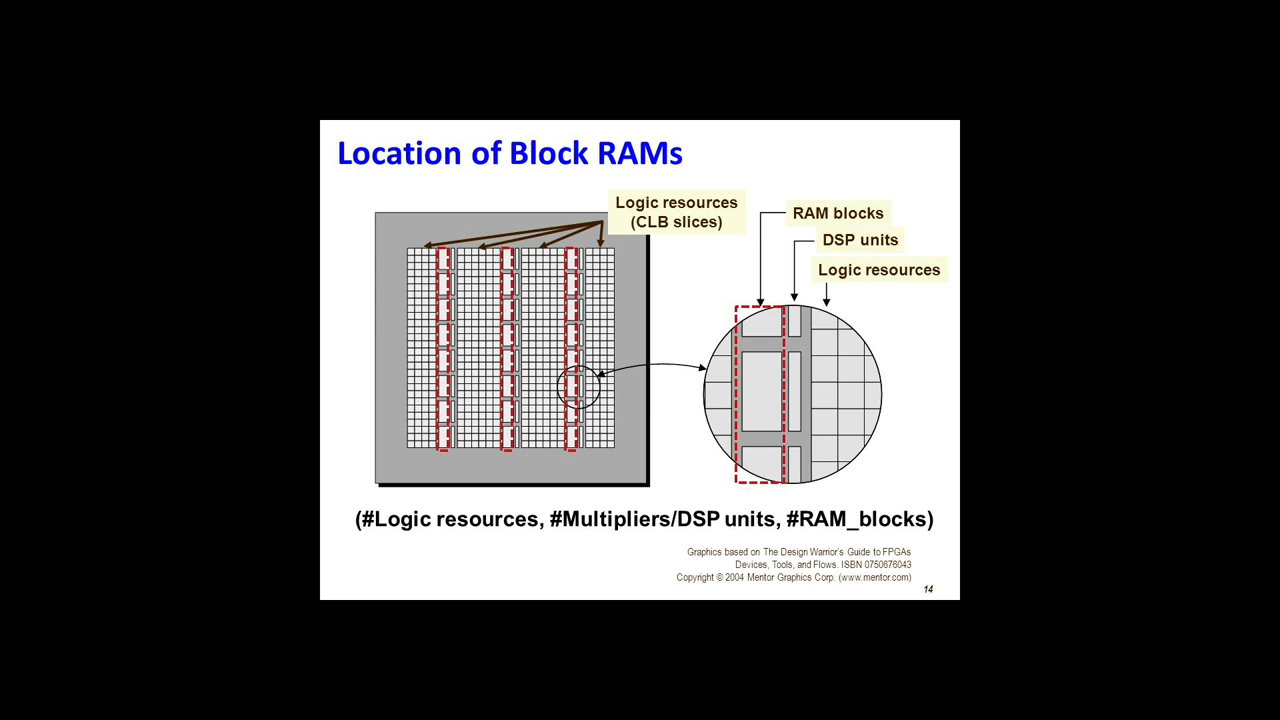 Location of Block RAMs
Logic resources
(CLB slices)
RAM blocks
DSP units
Logic resources
(#Logic resources, #Multipliers/DSP units, #RAM_blocks)
Graphics based on The Design Warrior's Guide to FPGAs
Devices, Tools, and Flows. ISBN 0750676043
Copyright © 2004 Mentor Graphics Corp. (www.mentor.com)
14